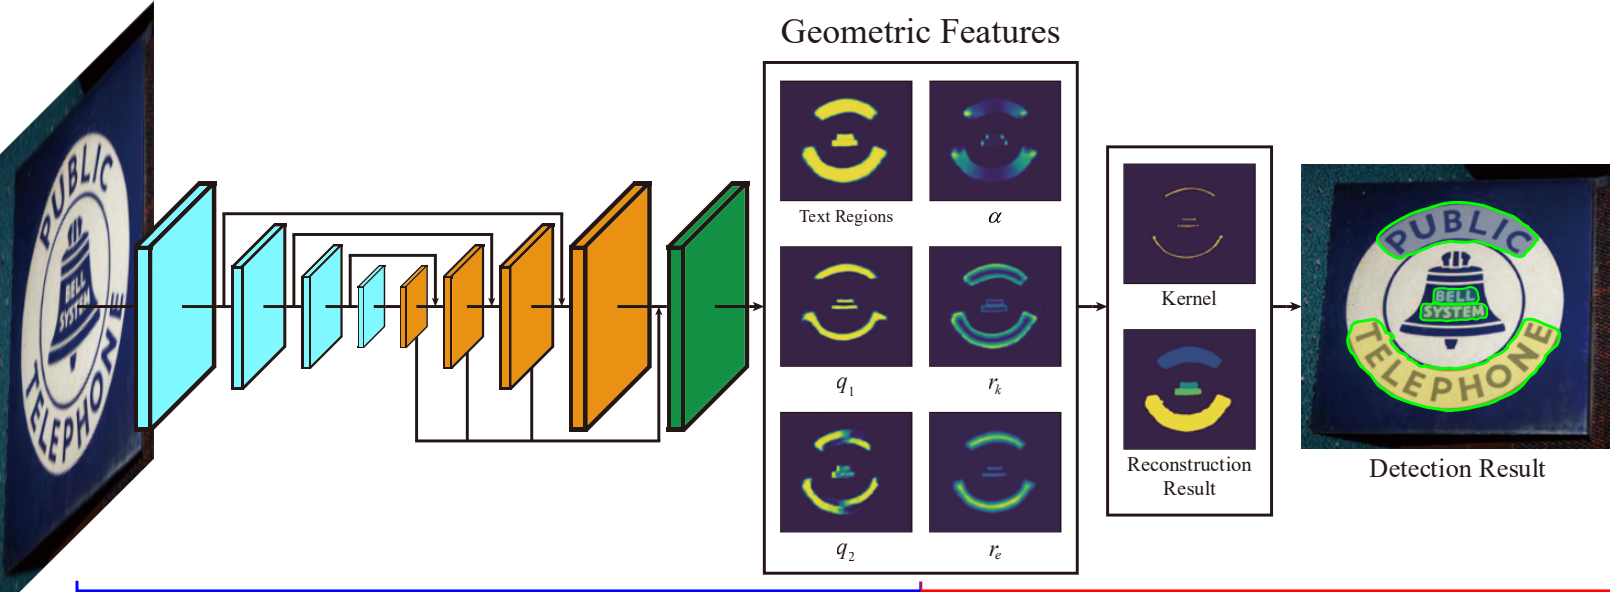 Geometric Features
PUBLIC
BELL
SYSTEM
TELEPHONE
Text Regions
α
q₁
rₖ
q₂
rₑ
Kernel
Reconstruction
Result
PUBLIC
BELL
SYSTEM
TELEPHONE
Detection Result